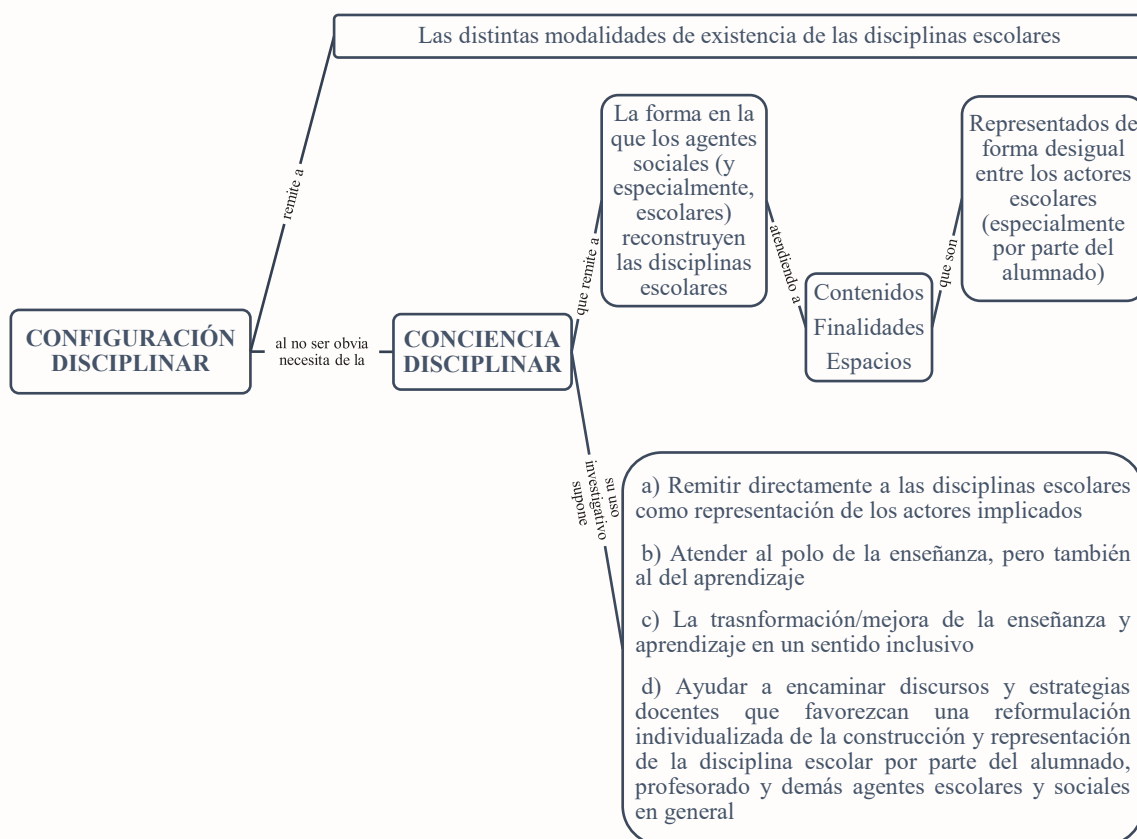 Las distintas modalidades de existencia de las disciplinas escolares
remite a
CONFIGURACIÓN
DISCIPLINAR
al no ser obvia
necesita de la
CONCIENCIA
DISCIPLINAR
que remite a
La forma en la
que los agentes
sociales (y
especialmente,
escolares)
reconstruyen
las disciplinas
escolares
atendiendo a
Contenidos
Finalidades
Espacios
que son
Representados de
forma desigual
entre los actores
escolares
(especialmente
por parte del
alumnado)
su uso
investigativo
supone
a) Remitir directamente a las disciplinas escolares
como representación de los actores implicados
b) Atender al polo de la enseñanza, pero también
al del aprendizaje
c) La trasnformación/mejora de la enseñanza y
aprendizaje en un sentido inclusivo
d) Ayudar a encaminar discursos y estrategias
docentes que favorezcan una reformulación
individualizada de la construcción y representación
de la disciplina escolar por parte del alumnado,
profesorado y demás agentes escolares y sociales
en general